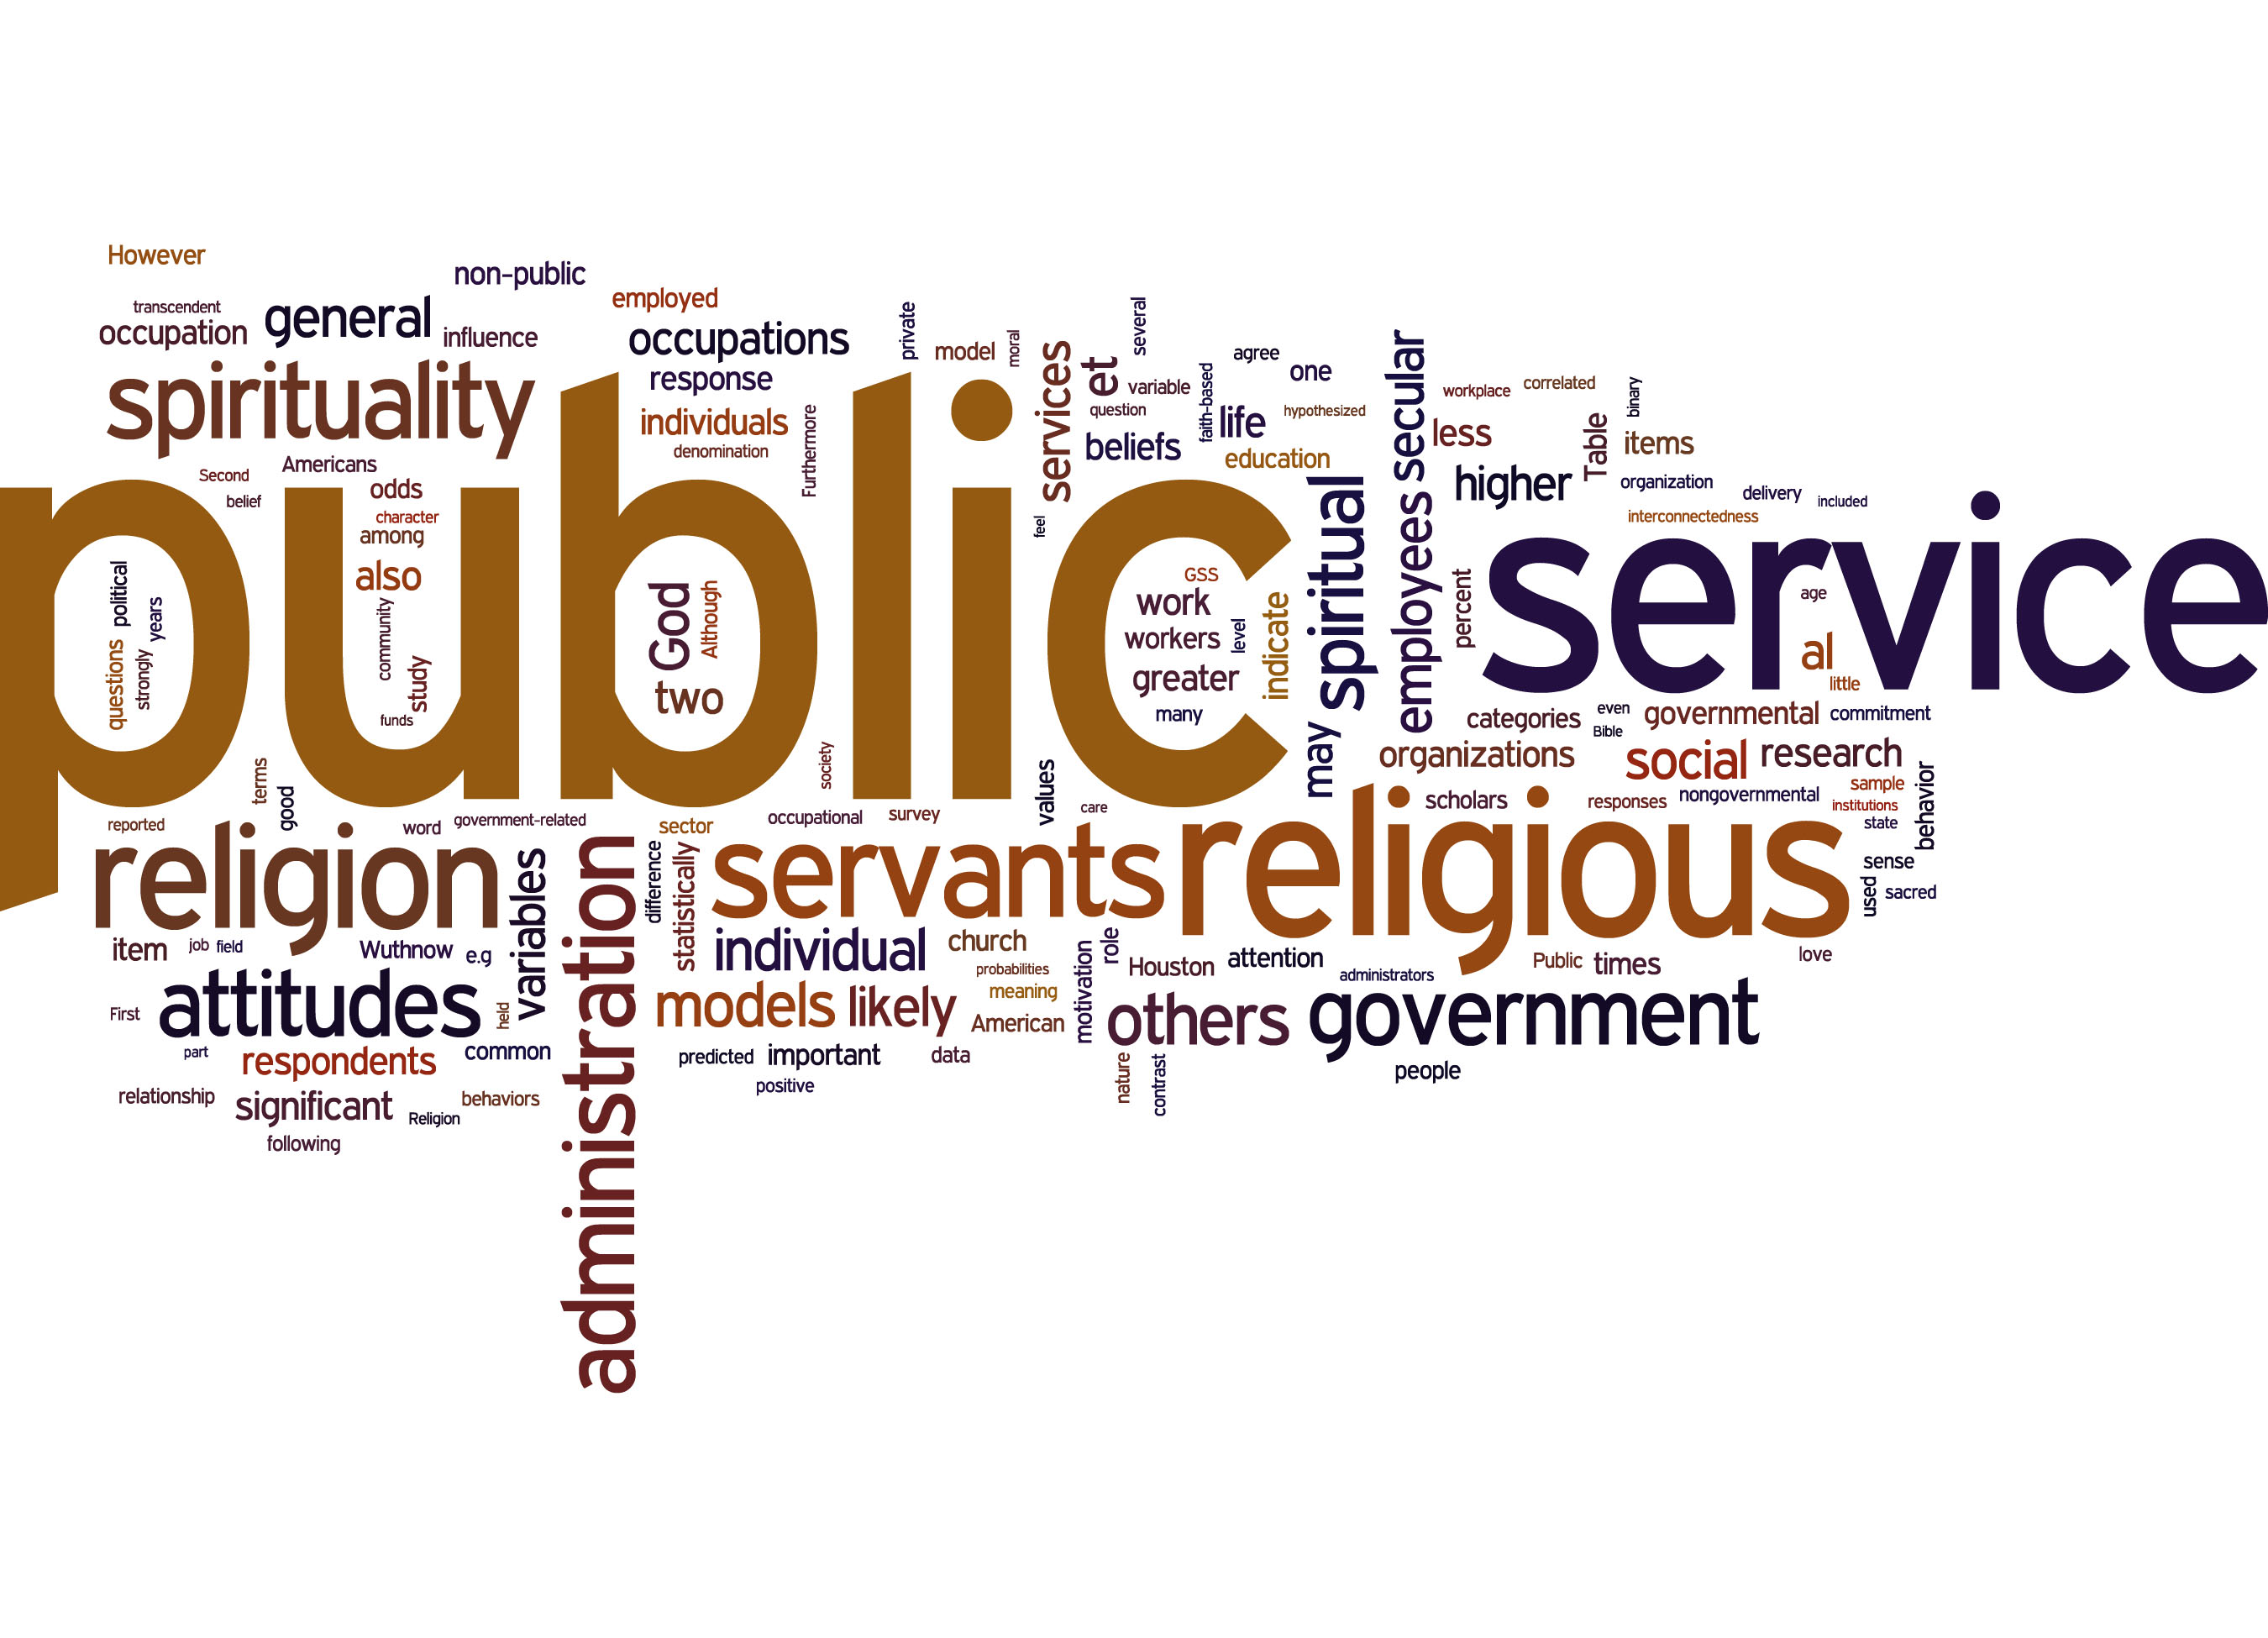 However
non-public
transcendent
occupation
general
influence
employed
occupations
private
model
moral
several
spirituality
response
individuals
denomination
Furthermore
services
et
variable
question
beliefs
faith-based
agree
one
life
hypothesized
education
secular
workplace
correlated
binary
less
Table
items
higher
organization
delivery
included
interconnectedness
Second
Americans
belief
odds
character
among
also
feel
public
service
political
years
questions
strongly
community
study
funds
God
Although
two
GSS
work
workers
level
greater
many
indicate
may
spiritual
employees
percent
age
al
little
categories
even
Bible
governmental
commitment
organizations
social
research
terms
good
society
values
care
scholars
responses
nongovernmental
sample
institutions
state
behavior
reported
word
government-related
sector
occupational
survey
religion
variables
administration
difference
statistically
servants
religious
sense
used
sacred
item
job
field
Wuthnow
e.g
individual
church
probabilities
meaning
motivation
role
Houston
attention
administrators
Public
times
love
First
attitudes
held
models
likely
American
others
government
part
respondents
common
predicted
important
data
positive
nature
contrast
people
relationship
significant
Religion
behaviors
following